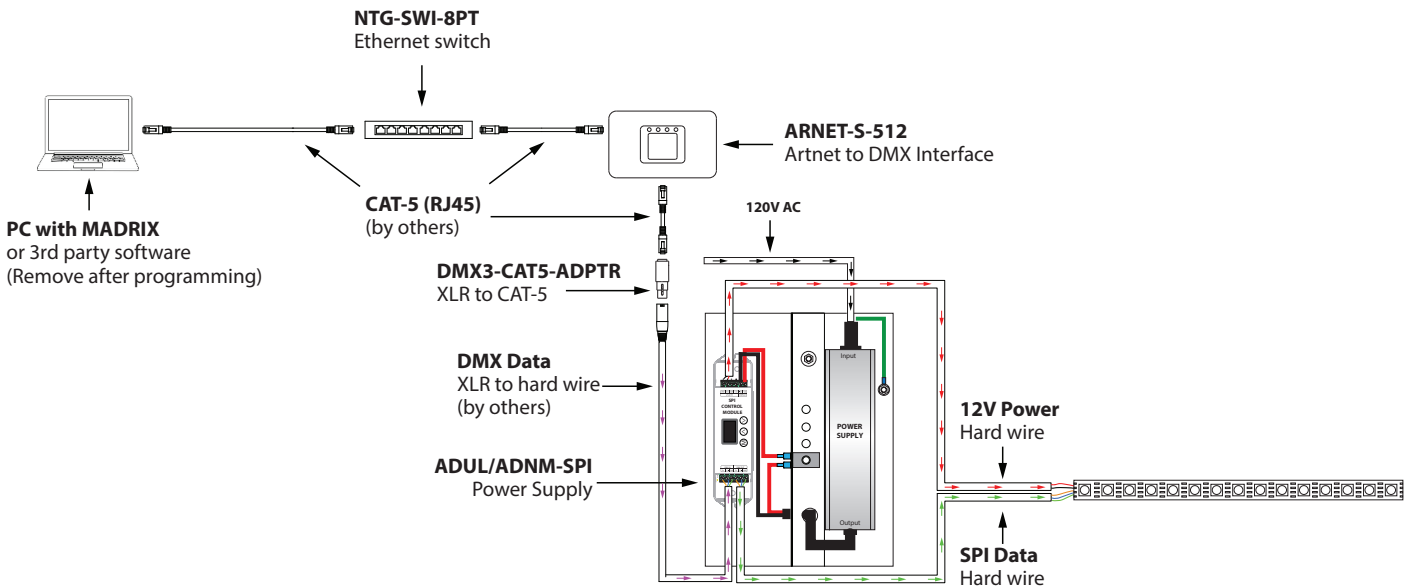 NTG-SWI-8PT
Ethernet switch
ARNET-S-512
Artnet to DMX Interface
CAT-5 (RJ45)
(by others)
PC with MADRIX
or 3rd party software
(Remove after programming)
120V AC
DMX3-CAT5-ADPTR
XLR to CAT-5
DMX Data
XLR to hard wire
(by others)
ADUL/ADNM-SPI
Power Supply
SPI
CONTROL
MODULE
Input
POWER
SUPPLY
Output
12V Power
Hard wire
SPI Data
Hard wire